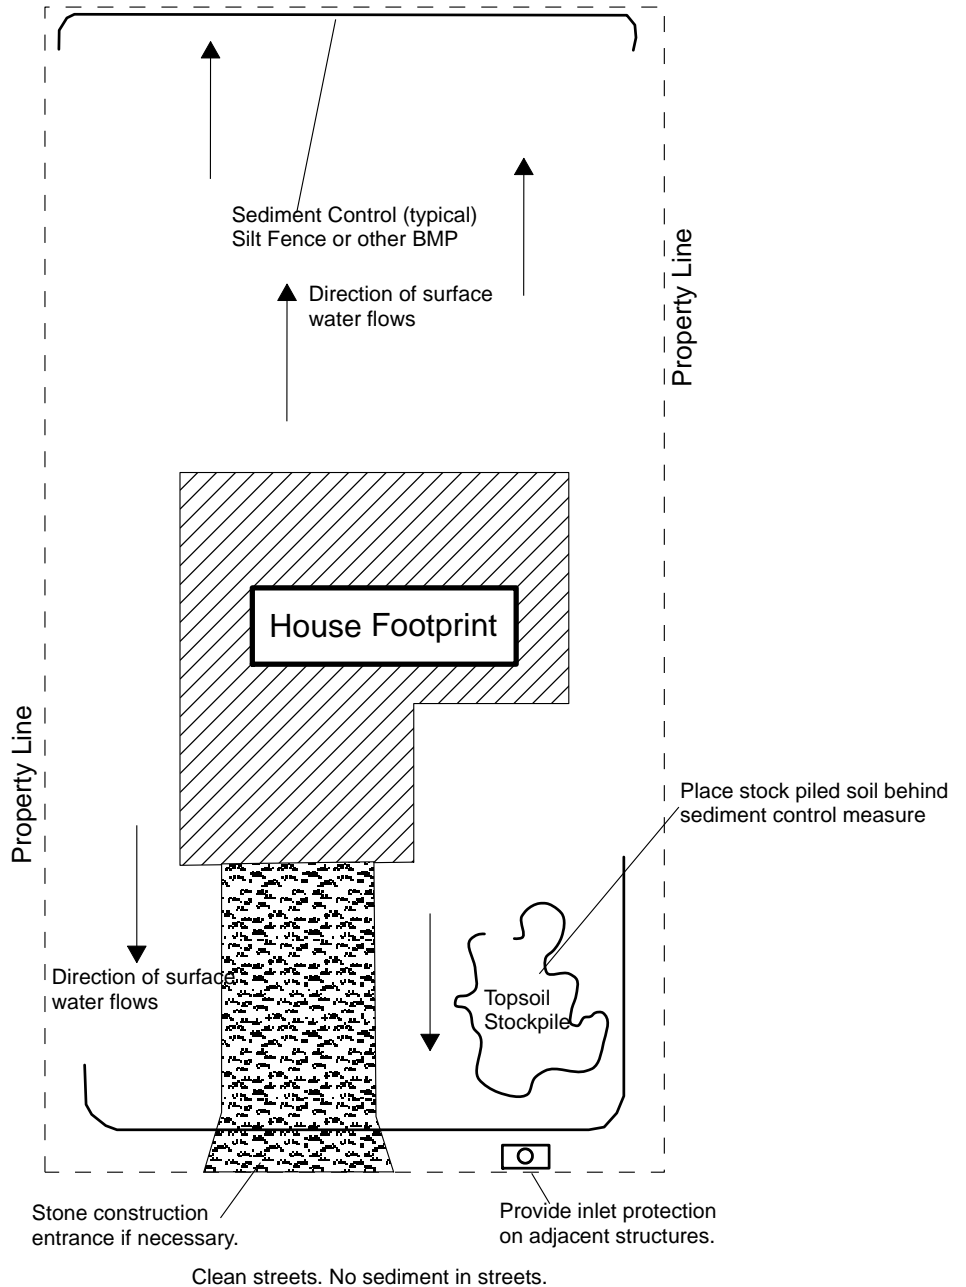 Sediment Control (typical)
Silt Fence or other BMP
Property Line
Direction of surface
water flows
House Footprint
Property Line
Place stock piled soil behind
sediment control measure
Direction of surface
water flows
Topsoil
Stockpile
Stone construction
entrance if necessary.
Provide inlet protection
on adjacent structures.
Clean streets. No sediment in streets.